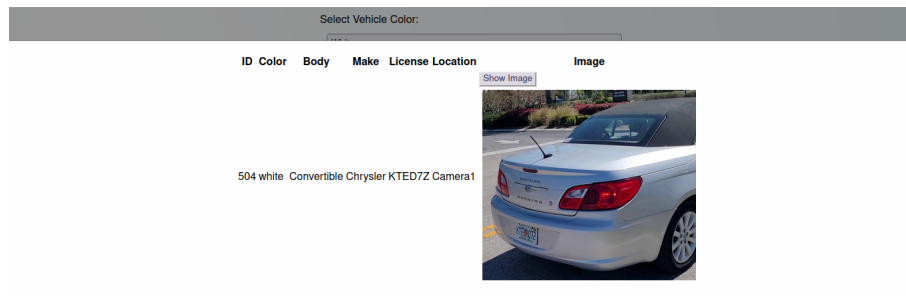 Select Vehicle Color:
ID Color Body Make License Location Image
Show Image
504 white Convertible Chrysler KTED7Z Camera1